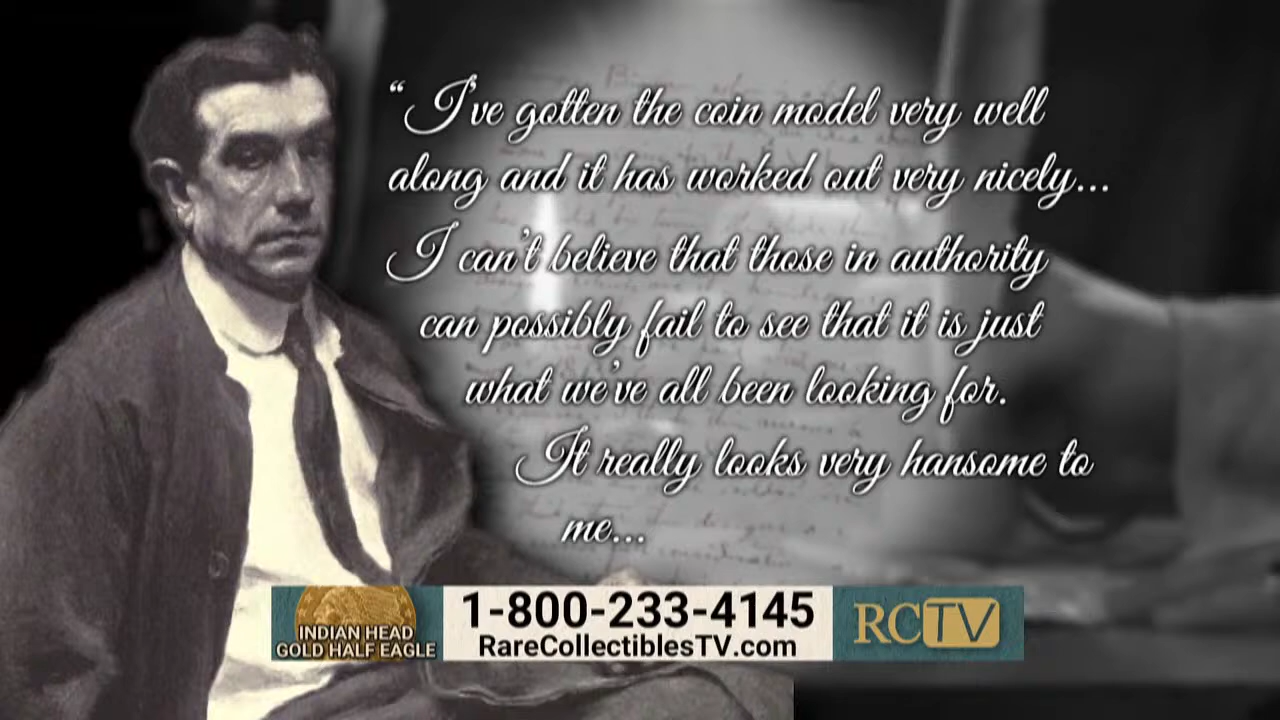 “I've gotten the coin model very well
along and it has worked out very nicely...
I can't believe that those in authority
can possibly fail to see that it is just
what we've all been looking for.
It really looks very hansome to
me...
INDIAN HEAD
GOLD HALF EAGLE
1-800-233-4145
RareCollectiblesTV.com
RCTV